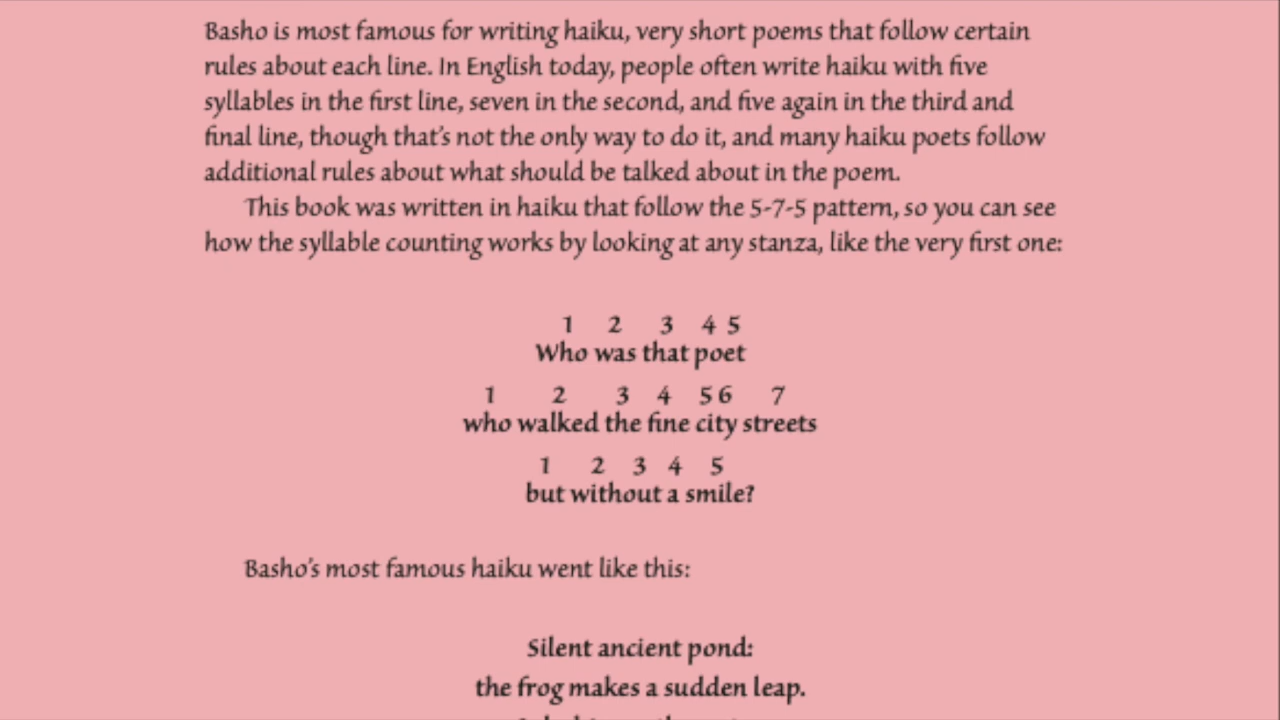 Basho is most famous for writing haiku, very short poems that follow certain
rules about each line. In English today, people often write haiku with five
syllables in the first line, seven in the second, and five again in the third and
final line, though that's not the only way to do it, and many haiku poets follow
additional rules about what should be talked about in the poem.
This book was written in haiku that follow the 5-7-5 pattern, so you can see
how the syllable counting works by looking at any stanza, like the very first one:
1 2 3 4 5
Who was that poet
1 2 3 4 5 6 7
who walked the fine city streets
1 2 3 4 5
but without a smile?
Basho's most famous haiku went like this:
Silent ancient pond:
the frog makes a sudden leap.